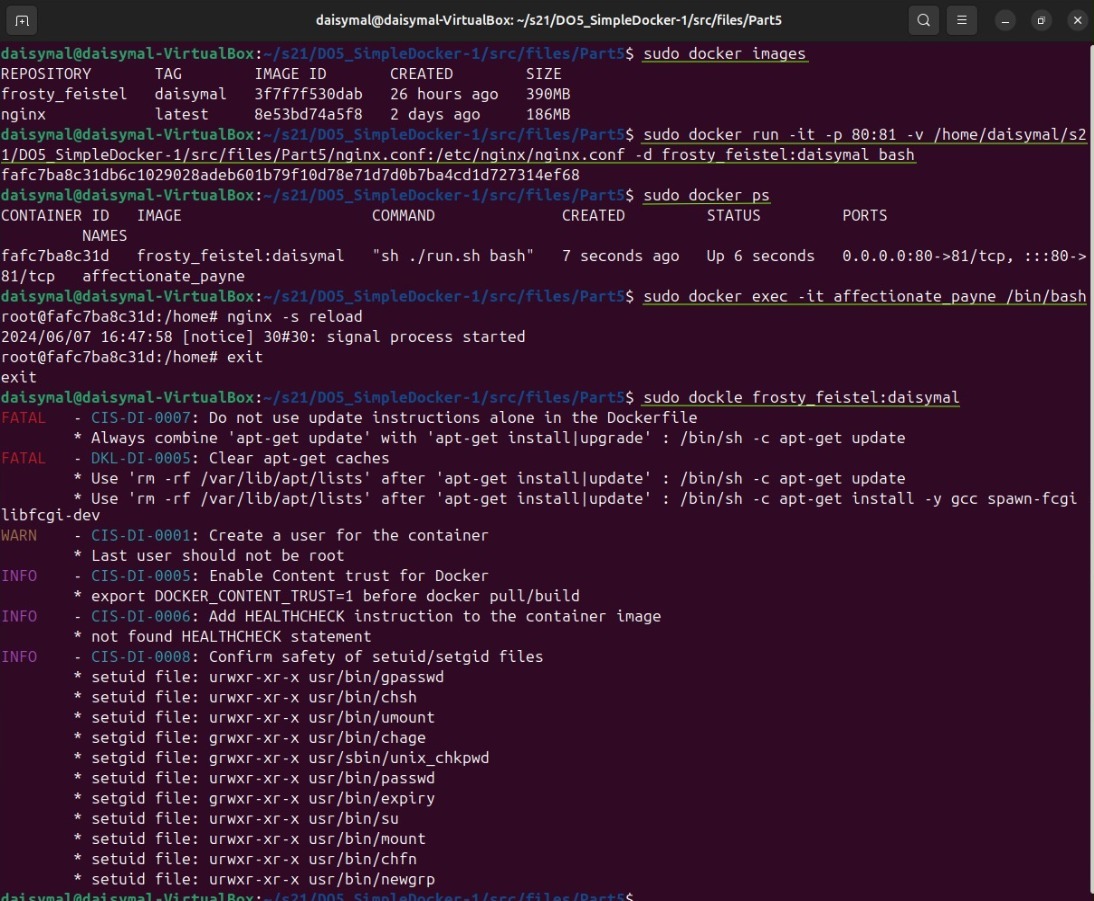 daisymal@daisymal-VirtualBox: ~/s21/DO5_SimpleDocker-1/src/files/Part5
daisymal@daisymal-VirtualBox:~/s21/DO5_SimpleDocker-1/src/files/Part5$ sudo docker images
REPOSITORY TAG IMAGE ID CREATED SIZE
frosty_feistel daisymal 3f7f7f530dab 26 hours ago 390MB
nginx latest 8e53bd74a5f8 2 days ago 186MB
daisymal@daisymal-VirtualBox:~/s21/DO5_SimpleDocker-1/src/files/Part5$ sudo docker run -it -p 80:81 -v /home/daisymal/s2
1/DO5_SimpleDocker-1/src/files/Part5/nginx.conf:/etc/nginx/nginx.conf -d frosty_feistel:daisymal bash
fafc7ba8c31db6c1029028adeb601b79f10d78e71d7d0b7ba4cd1d727314ef68
daisymal@daisymal-VirtualBox:~/s21/DO5_SimpleDocker-1/src/files/Part5$ sudo docker ps
CONTAINER ID IMAGE COMMAND CREATED STATUS PORTS
NAMES
fafc7ba8c31d frosty_feistel:daisymal "sh ./run.sh bash" 7 seconds ago Up 6 seconds 0.0.0.0:80->81/tcp, :::80->
81/tcp affectionate_payne
daisymal@daisymal-VirtualBox:~/s21/DO5_SimpleDocker-1/src/files/Part5$ sudo docker exec -it affectionate_payne /bin/bash
root@fafc7ba8c31d:/home# nginx -s reload
2024/06/07 16:47:58 [notice] 30#30: signal process started
root@fafc7ba8c31d:/home# exit
exit
daisymal@daisymal-VirtualBox:~/s21/DO5_SimpleDocker-1/src/files/Part5$ sudo dockle frosty_feistel:daisymal
FATAL - CIS-DI-0007: Do not use update instructions alone in the Dockerfile
* Always combine 'apt-get update' with 'apt-get install|upgrade' : /bin/sh -c apt-get update
FATAL - DKL-DI-0005: Clear apt-get caches
* Use 'rm -rf /var/lib/apt/lists' after 'apt-get install|update' : /bin/sh -c apt-get update
* Use 'rm -rf /var/lib/apt/lists' after 'apt-get install|update' : /bin/sh -c apt-get install -y gcc spawn-fcgi
libfcgi-dev
WARN - CIS-DI-0001: Create a user for the container
* Last user should not be root
INFO - CIS-DI-0005: Enable Content trust for Docker
* export DOCKER_CONTENT_TRUST=1 before docker pull/build
INFO - CIS-DI-0006: Add HEALTHCHECK instruction to the container image
* not found HEALTHCHECK statement
INFO - CIS-DI-0008: Confirm safety of setuid/setgid files
* setuid file: urwxr-xr-x usr/bin/gpasswd
* setuid file: urwxr-xr-x usr/bin/chsh
* setuid file: urwxr-xr-x usr/bin/umount
* setgid file: grwxr-xr-x usr/bin/chage
* setgid file: grwxr-xr-x usr/sbin/unix_chkpwd
* setuid file: urwxr-xr-x usr/bin/passwd
* setgid file: grwxr-xr-x usr/bin/expiry
* setuid file: urwxr-xr-x usr/bin/su
* setuid file: urwxr-xr-x usr/bin/mount
* setuid file: urwxr-xr-x usr/bin/chfn
* setuid file: urwxr-xr-x usr/bin/newgrp
daisymal@daisymal-VirtualBox:~/s21/DO5_SimpleDocker-1/src/files/Part5$